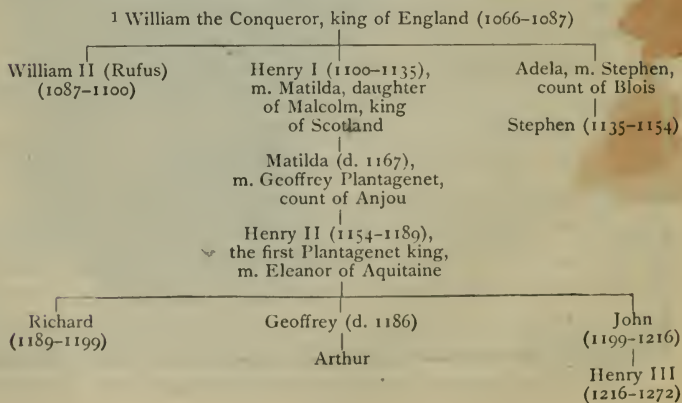 1 William the Conqueror, king of England (1066–1087)
William II (Rufus)
(1087–1100)
Henry I (1100–1135),
m. Matilda, daughter
of Malcolm, king
of Scotland
Adela, m. Stephen,
count of Blois
Stephen (1135–1154)
Matilda (d. 1167),
m. Geoffrey Plantagenet,
count of Anjou
Henry II (1154–1189),
the first Plantagenet king,
m. Eleanor of Aquitaine
Richard
(1189–1199)
Geoffrey (d. 1186)
Arthur
John
(1199–1216)
Henry III
(1216–1272)